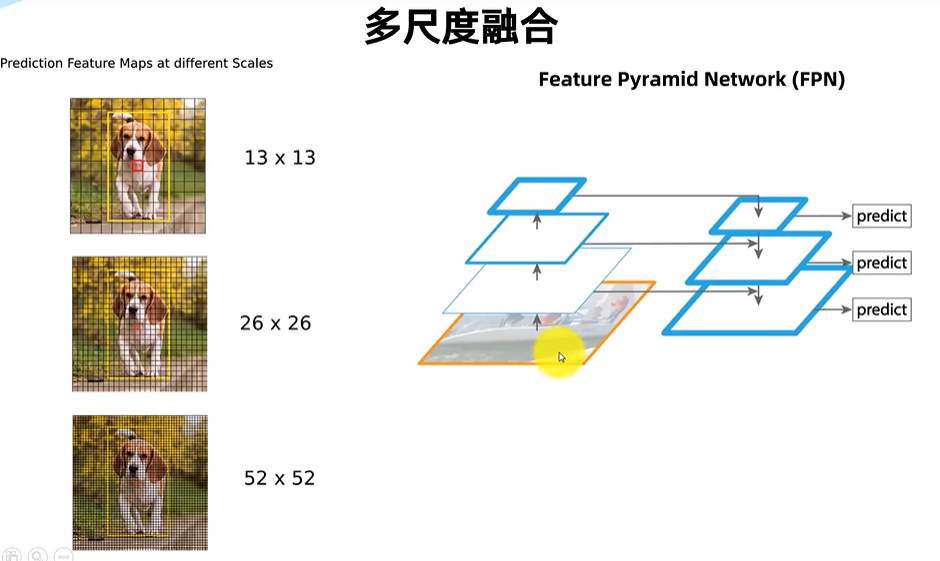 多尺度融合
Prediction Feature Maps at different Scales
Feature Pyramid Network (FPN)
13 x 13
26 x 26
52 x 52
predict
predict
predict